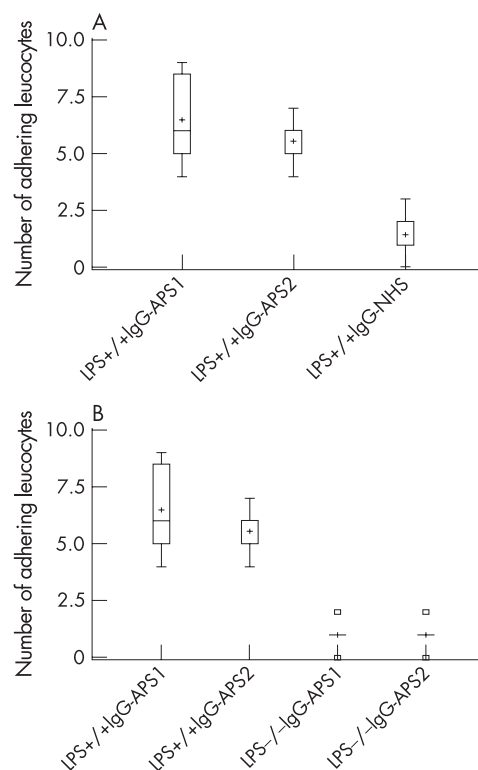 A
Number of adhering leucocytes
10.0
7.5
5.0
2.5
0
LPS+/+IgG-APS1
LPS+/+IgG-APS2
LPS+/+IgG-NHS
B
Number of adhering leucocytes
10.0
7.5
5.0
2.5
0
LPS+/+IgG-APS1
LPS+/+IgG-APS2
LPS–/–IgG-APS1
LPS–/–IgG-APS2